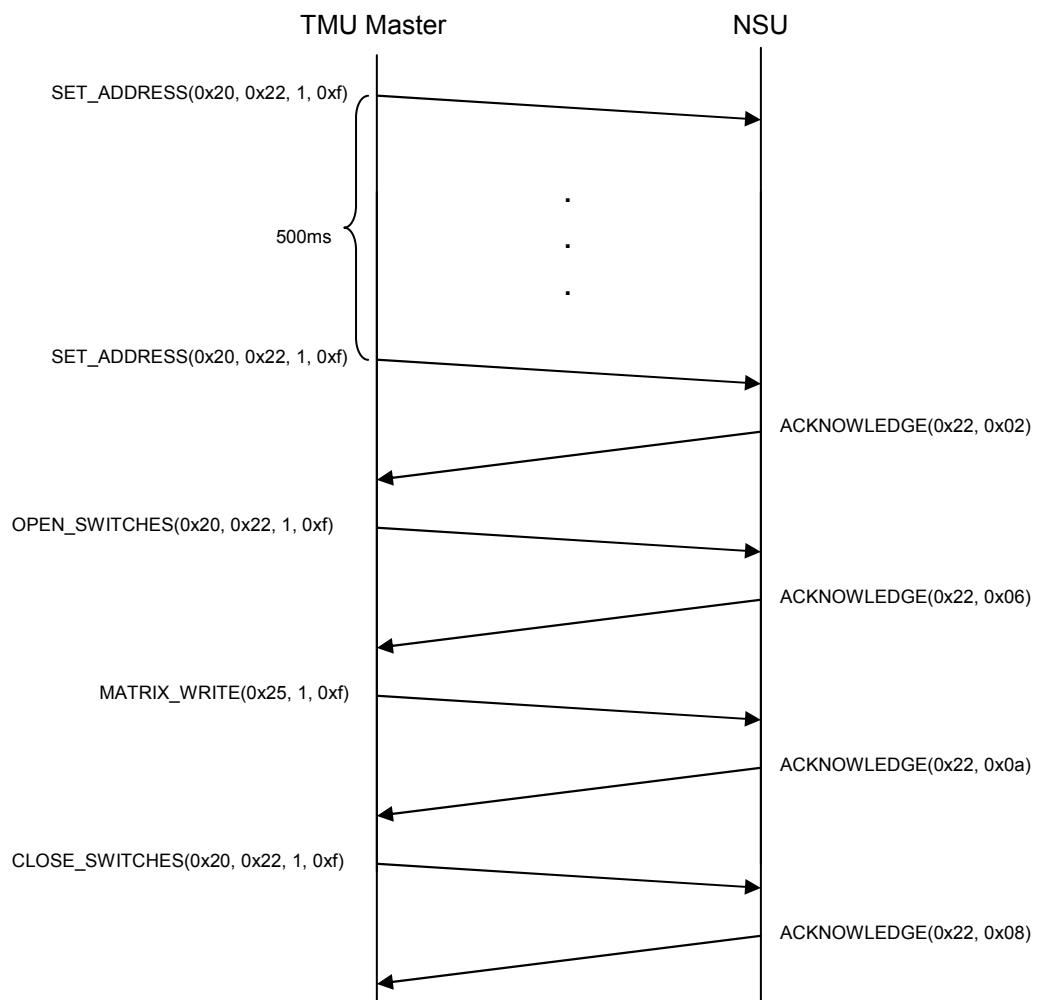 TMU Master
NSU
SET_ADDRESS(0x20, 0x22, 1, 0xf)
.
.
500ms
.
SET_ADDRESS(0x20, 0x22, 1, 0xf)
ACKNOWLEDGE(0x22, 0x02)
OPEN_SWITCHES(0x20, 0x22, 1, 0xf)
ACKNOWLEDGE(0x22, 0x06)
MATRIX_WRITE(0x25, 1, 0xf)
ACKNOWLEDGE(0x22, 0x0a)
CLOSE_SWITCHES(0x20, 0x22, 1, 0xf)
ACKNOWLEDGE(0x22, 0x08)